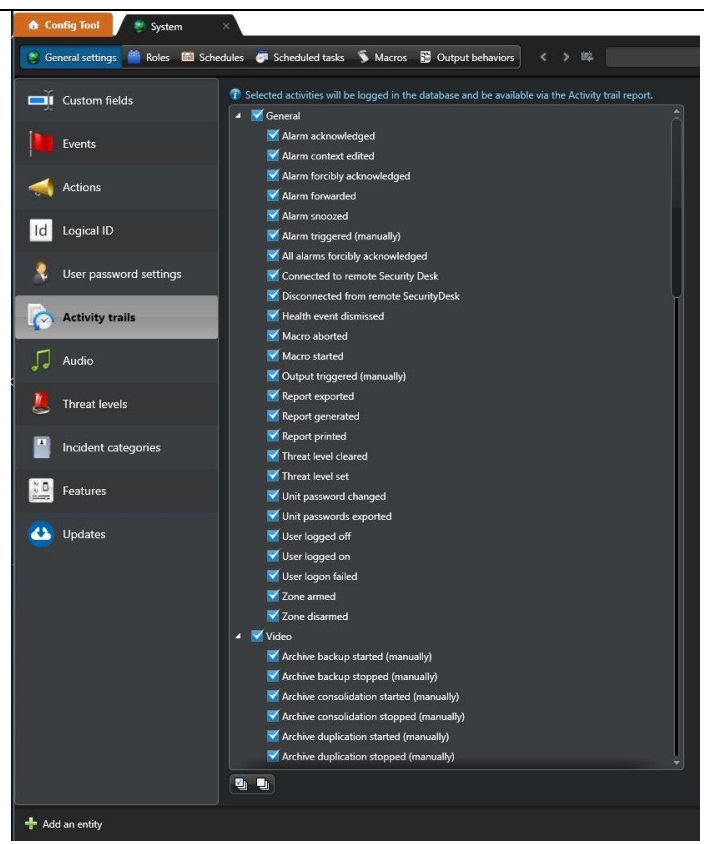 Config Tool
System
General settings Roles Schedules Scheduled tasks Macros Output behaviors
Custom fields
Events
Actions
Id Logical ID
User password settings
Activity trails
Audio
Threat levels
Incident categories
Features
Updates
Selected activities will be logged in the database and be available via the Activity trail report.
General
Alarm acknowledged
Alarm context edited
Alarm forcibly acknowledged
Alarm forwarded
Alarm snoozed
Alarm triggered (manually)
All alarms forcibly acknowledged
Connected to remote Security Desk
Disconnected from remote SecurityDesk
Health event dismissed
Macro aborted
Macro started
Output triggered (manually)
Report exported
Report generated
Report printed
Threat level cleared
Threat level set
Unit password changed
Unit passwords exported
User logged off
User logged on
User logon failed
Zone armed
Zone disarmed
Video
Archive backup started (manually)
Archive backup stopped (manually)
Archive consolidation started (manually)
Archive consolidation stopped (manually)
Archive duplication started (manually)
Archive duplication stopped (manually)
Add an entity